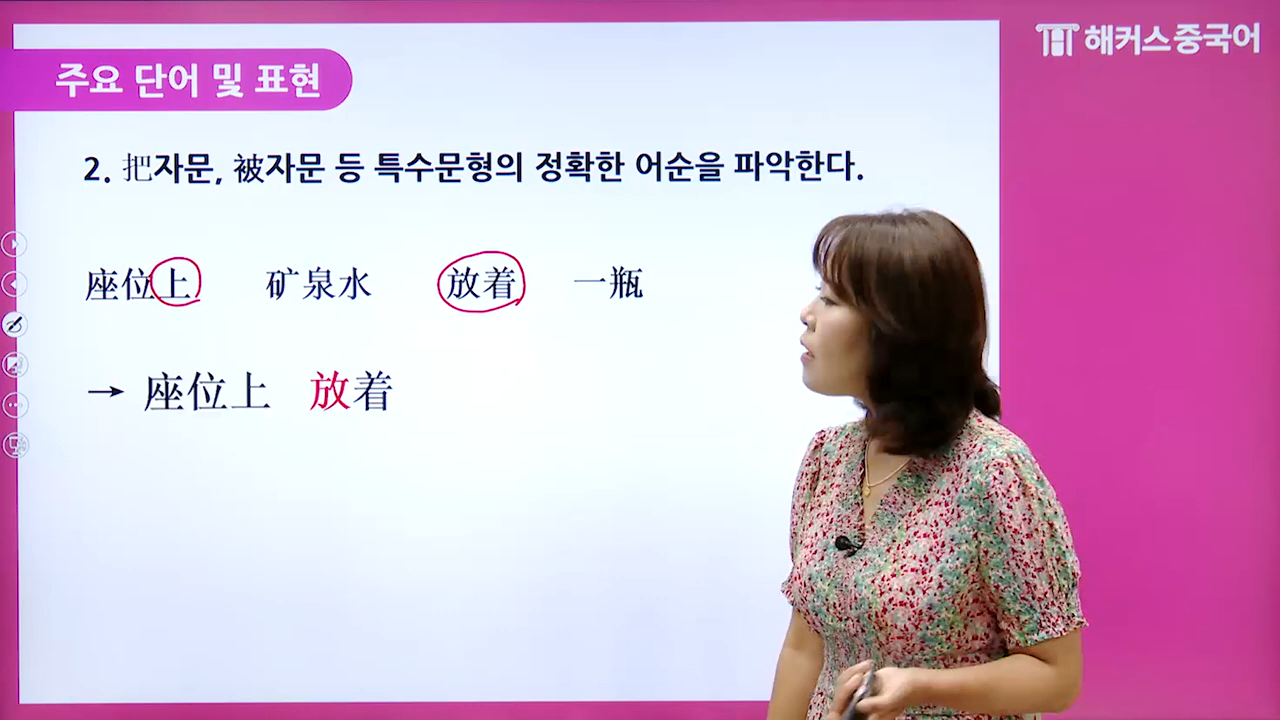 해커스중국어
주요 단어 및 표현
2. 把자문, 被자문 등 특수문형의 정확한 어순을 파악한다.
座位上 矿泉水 放着 一瓶
→ 座位上 放着